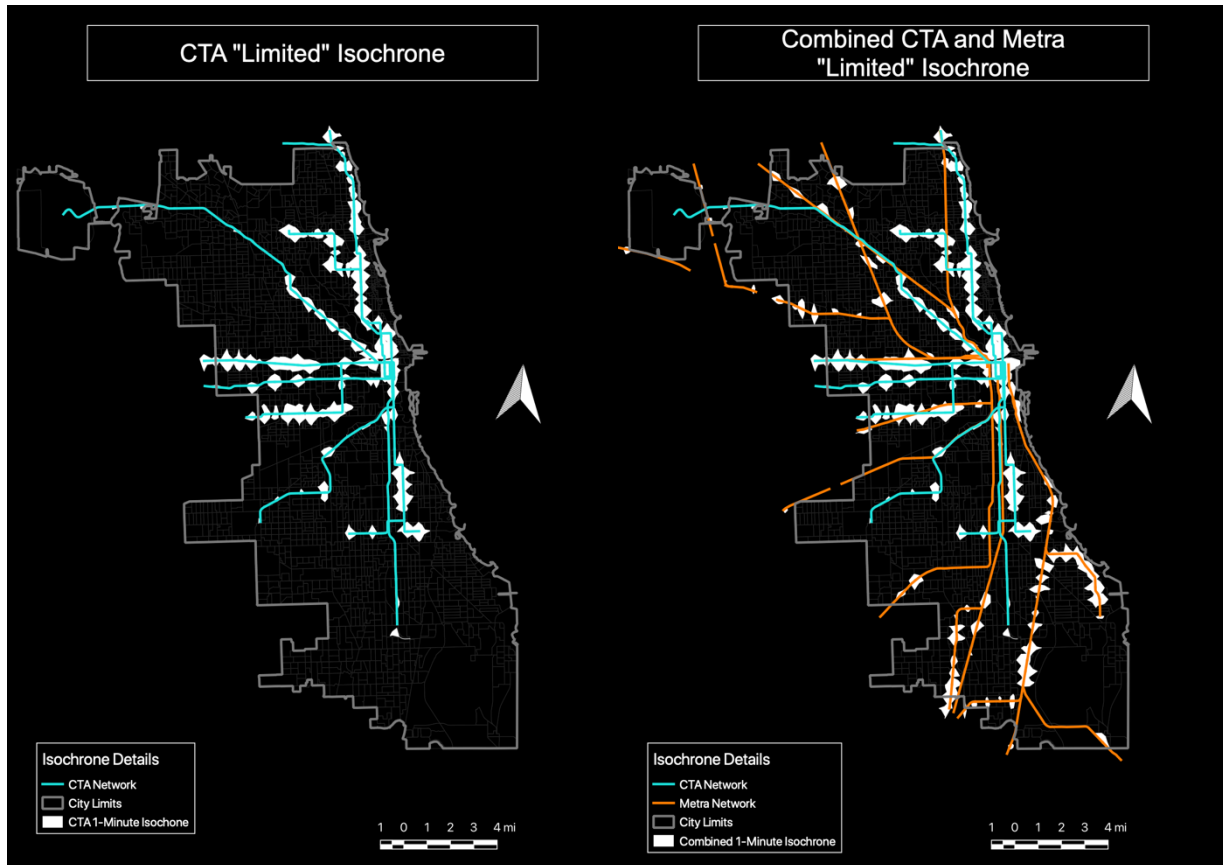 CTA "Limited" Isochrone
Isochrone Details
CTA Network
City Limits
CTA 1-Minute Isochone
1 0 1 2 3 4 mi
Combined CTA and Metra
"Limited" Isochrone
Isochrone Details
CTA Network
Metra Network
City Limits
Combined 1-Minute Isochrone
1 0 1 2 3 4 mi